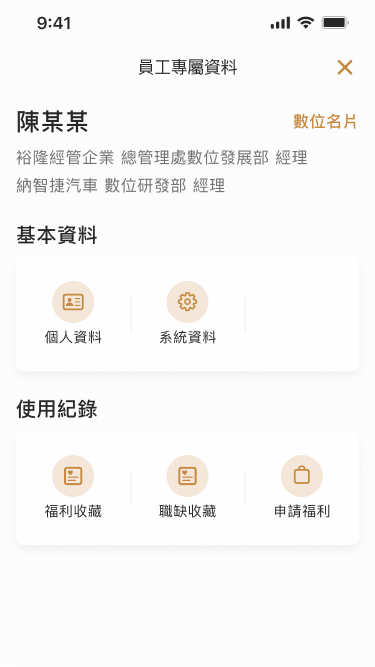 9:41
員工專屬資料
陳某某
數位名片
裕隆經管企業 總管理處數位發展部 經理
納智捷汽車 數位研發部 經理
基本資料
個人資料
系統資料
使用紀錄
福利收藏
職缺收藏
申請福利